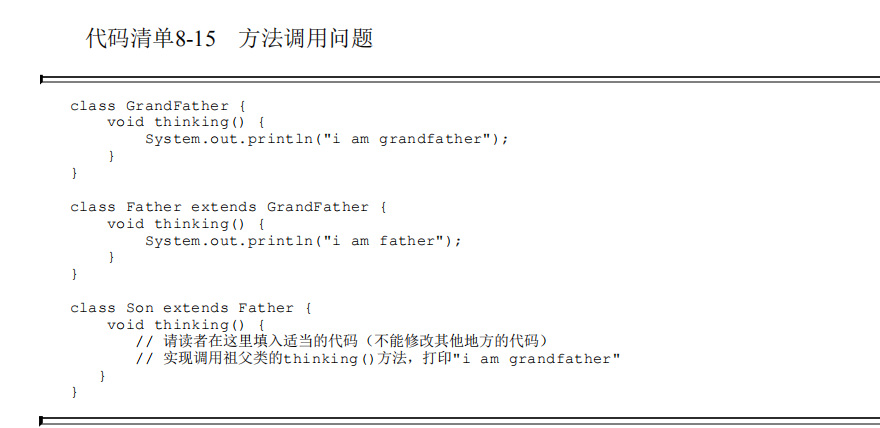 代码清单8-15 方法调用问题
class GrandFather {
    void thinking() {
        System.out.println("i am grandfather");
    }
}
class Father extends GrandFather {
    void thinking() {
        System.out.println("i am father");
    }
}
class Son extends Father {
    void thinking() {
       // 请读者在这里填入适当的代码（不能修改其他地方的代码）
       // 实现调用祖父类的thinking()方法，打印"i am grandfather"
   }
}